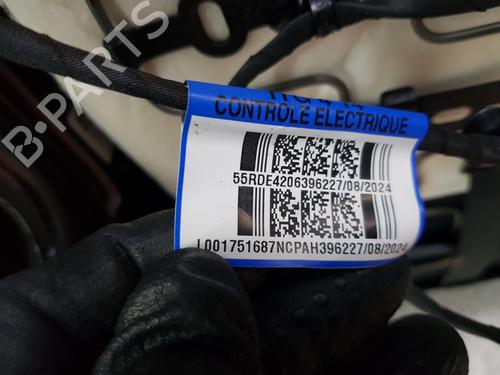 CONTROLE ELECTRIQUE
55RDE4206396227/08/2024
L001751687NCPAH396227/08/2024
B-PARTS